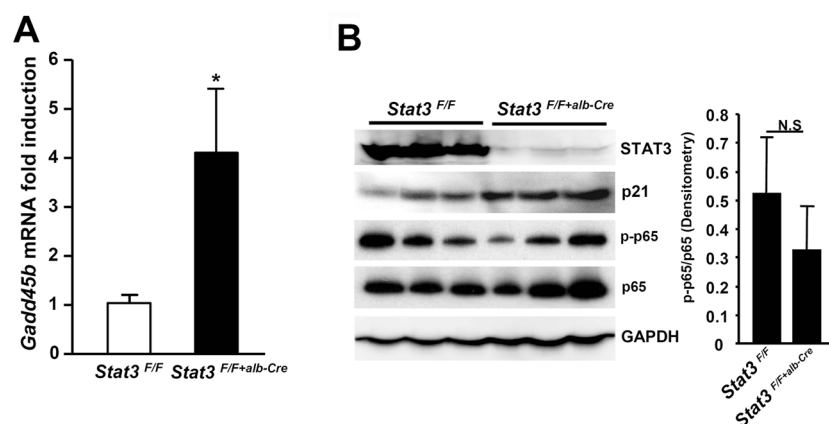 A
Gadd45b mRNA fold induction
6
5
4
3
2
1
0
*
Stat3 F/F
Stat3 F/F+alb-Cre
B
Stat3 F/F
Stat3 F/F+alb-Cre
STAT3
p21
p-p65
p65
GAPDH
p-p65/p65 (Densitometry)
0.8
0.7
0.6
0.5
0.4
0.3
0.2
0.1
0
N.S
Stat3 F/F
Stat3 F/F+alb-Cre